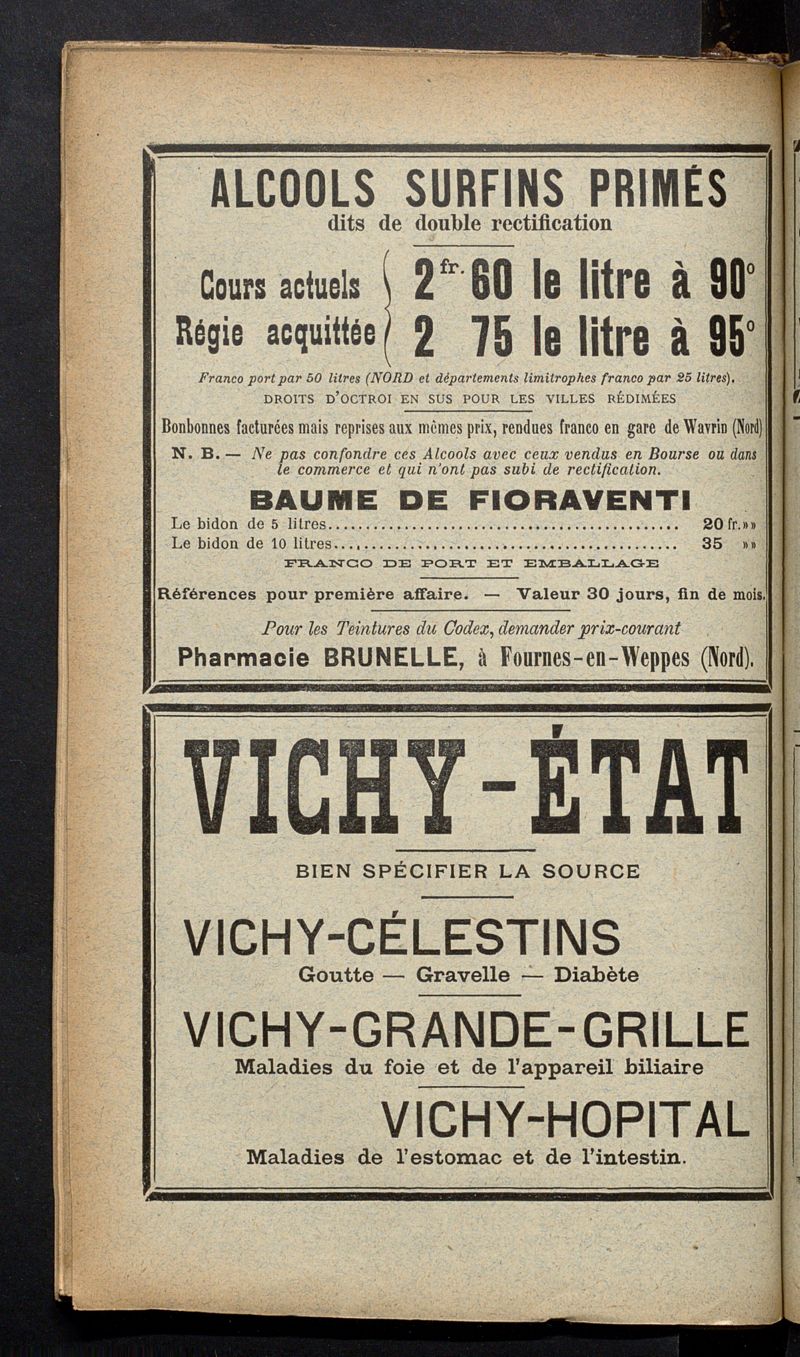 ALCOOLS SURFINS PRIMÉS
dits de double rectification
Cours actuels { 2 fr. 60 le litre à 90°
Régie acquittée { 2 75 le litre à 95°
Franco port par 50 litres (NORD et départements limitrophes franco par 25 litres).
DROITS D'OCTROI EN SUS POUR LES VILLES RÉDIMÉES
Bonbonnes facturées mais reprises aux mêmes prix, rendues franco en gare de Wavrin (Nord)
N. B. — Ne pas confondre ces Alcools avec ceux vendus en Bourse ou dans
le commerce et qui n'ont pas subi de rectification.
BAUME DE FIORAVENTI
Le bidon de 5 litres.................................................. 20 fr. »»
Le bidon de 10 litres.................................................. 35 »»
FRANCO DE PORT ET EMBALLAGE
Références pour première affaire. — Valeur 30 jours, fin de mois.
Pour les Teintures du Codex, demander prix-courant
Pharmacie BRUNELLE, à Fournes-en-Weppes (Nord).
VICHY-ÉTAT
BIEN SPÉCIFIER LA SOURCE
VICHY-CÉLESTINS
Goutte — Gravelle — Diabète
VICHY-GRANDE-GRILLE
Maladies du foie et de l'appareil biliaire
VICHY-HOPITAL
Maladies de l'estomac et de l'intestin.